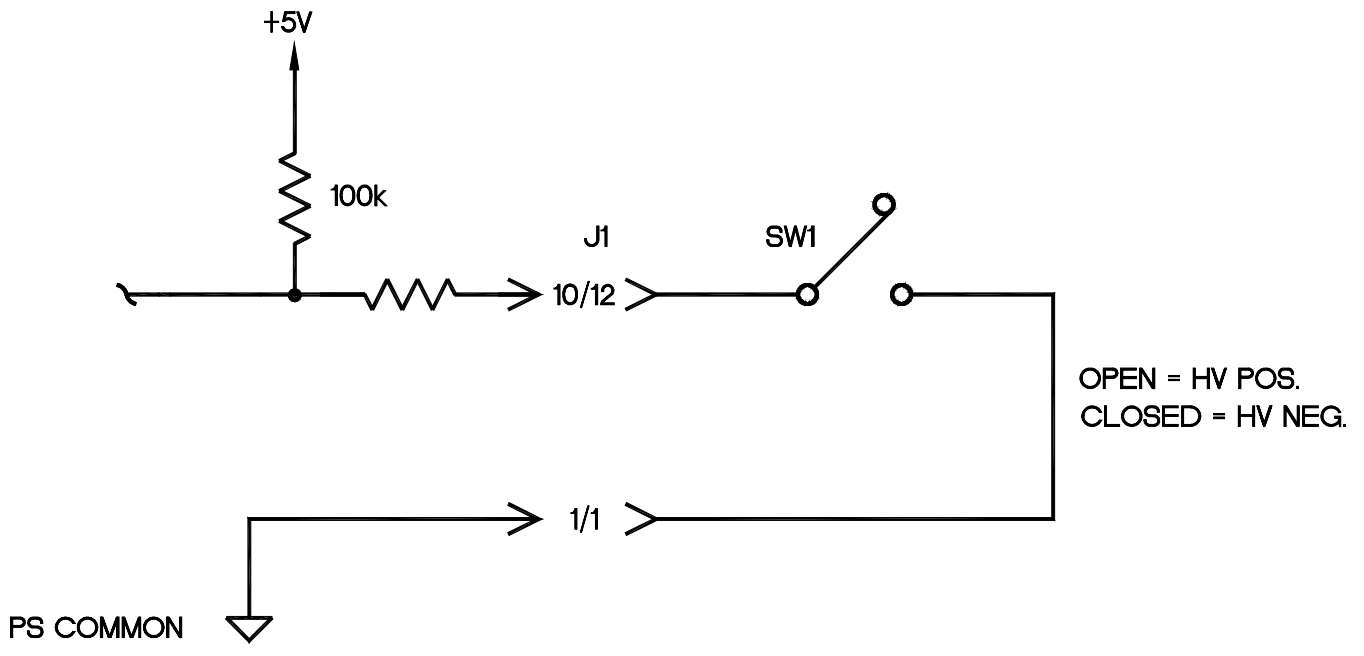 +5V
100k
J1
SW1
10/12
OPEN = HV POS.
CLOSED = HV NEG.
1/1
PS COMMON